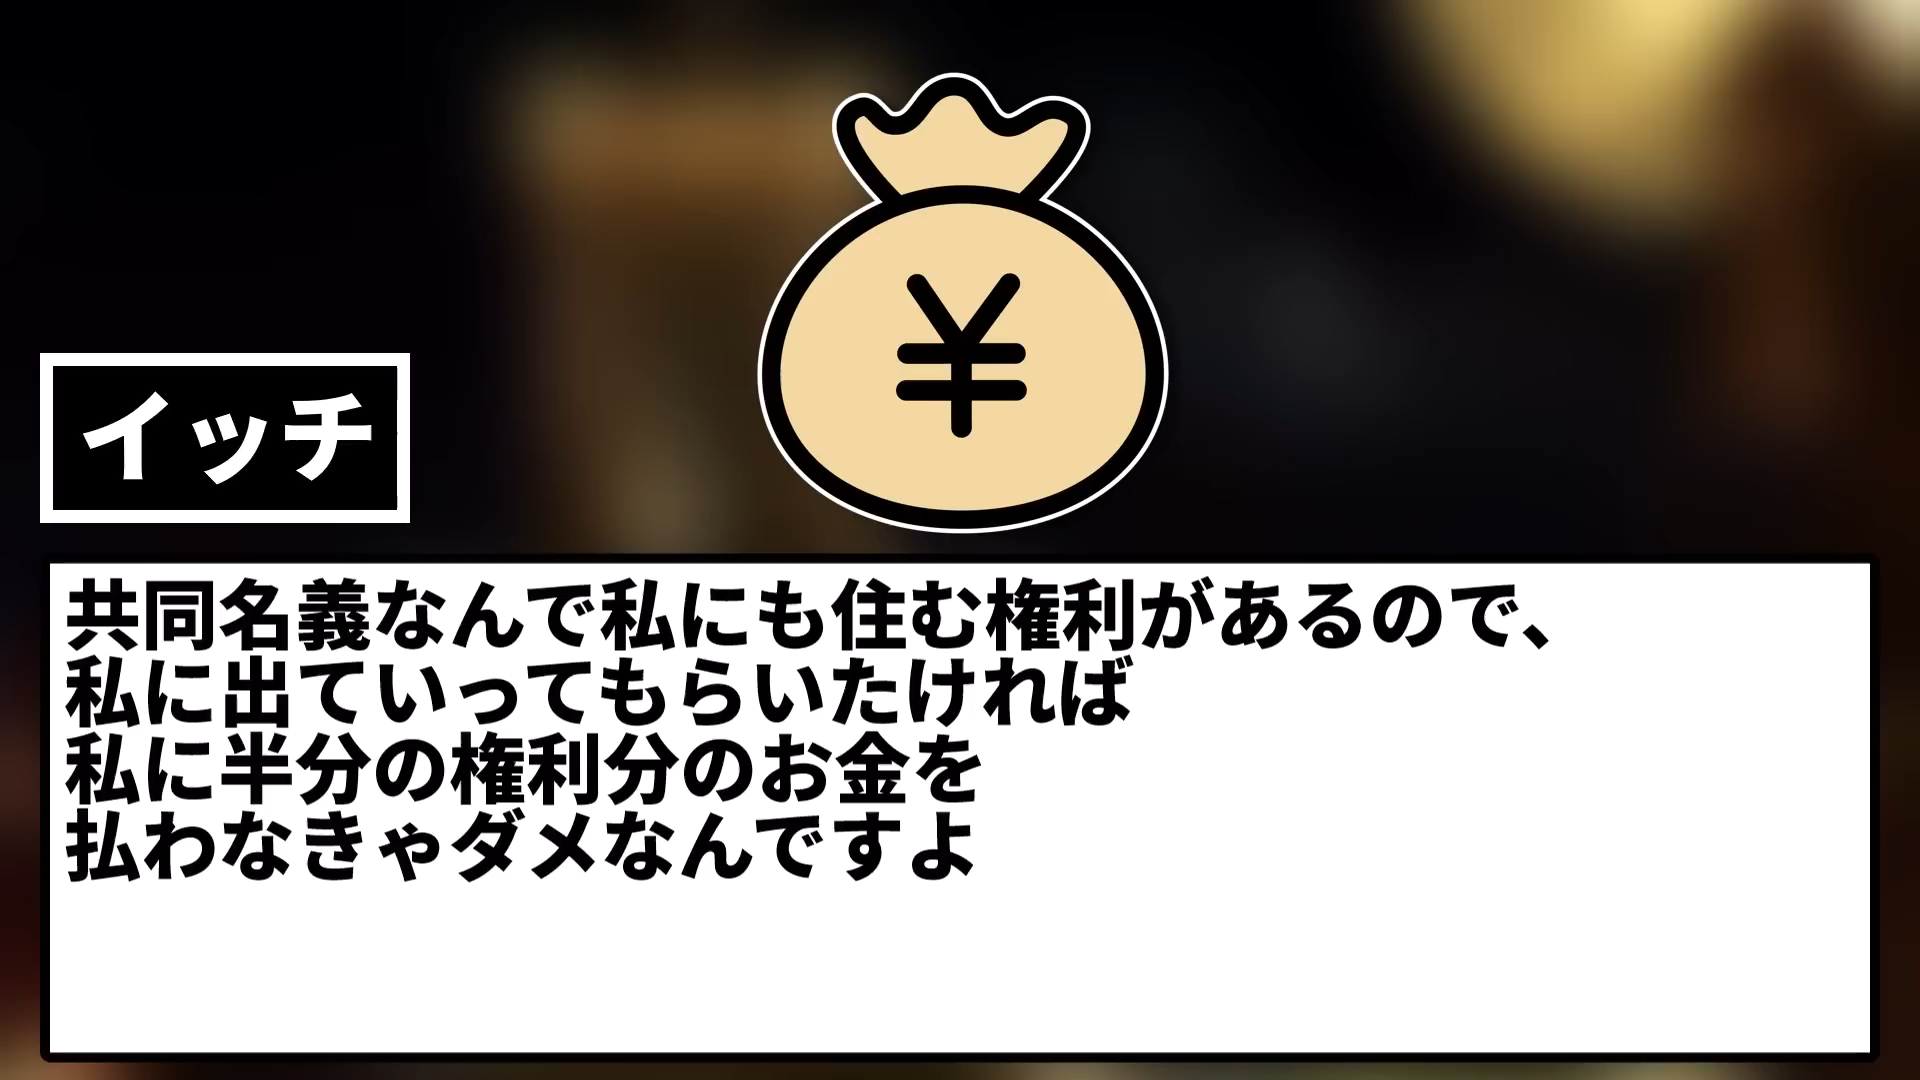 ¥
イッチ
共同名義なんで私にも住む権利があるので、
私に出ていってもらいたければ
私に半分の権利分のお金を
払わなきゃダメなんですよ